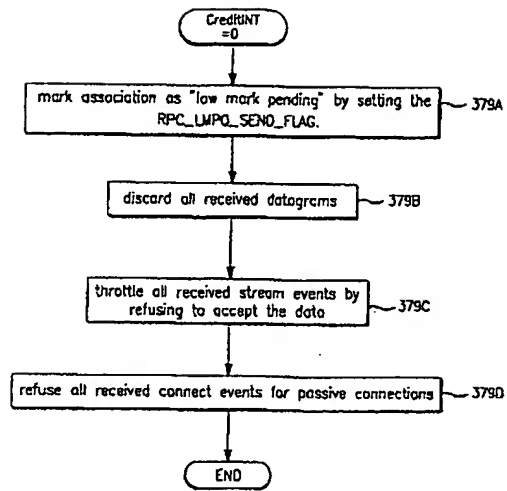 CreditINT
=0
mark association as "low mark pending" by setting the
RPC_LMPQ_SEND_FLAG.
379A
discard all received datagrams
379B
throttle all received stream events by
refusing to accept the data
379C
refuse all received connect events for passive connections
379D
END